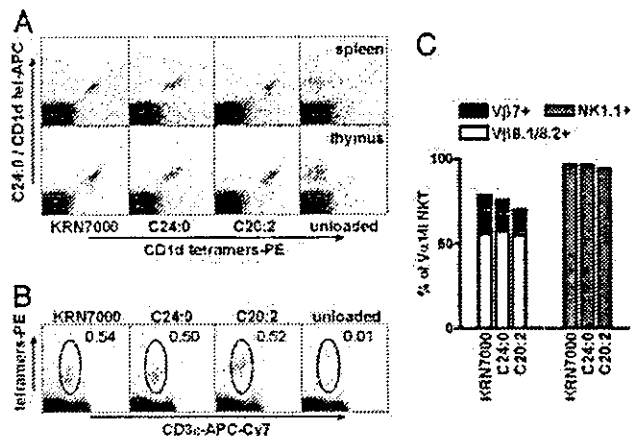 A
C
spleen
thymus
C24:0 / CD1d tet-APC
KRN7000 C24:0 C20:2 unloaded
CD1d tetramers-PE
B
KRN7000 C24:0 C20:2 unloaded
0.54 0.50 0.52 0.01
tetramers-PE
CD3ε-APC-Cy7
Vβ7+ NK1.1+
Vβ8.1/8.2+
% of Vα14i NKT
100
50
0
KRN7000 C24:0 C20:2 KRN7000 C24:0 C20:2